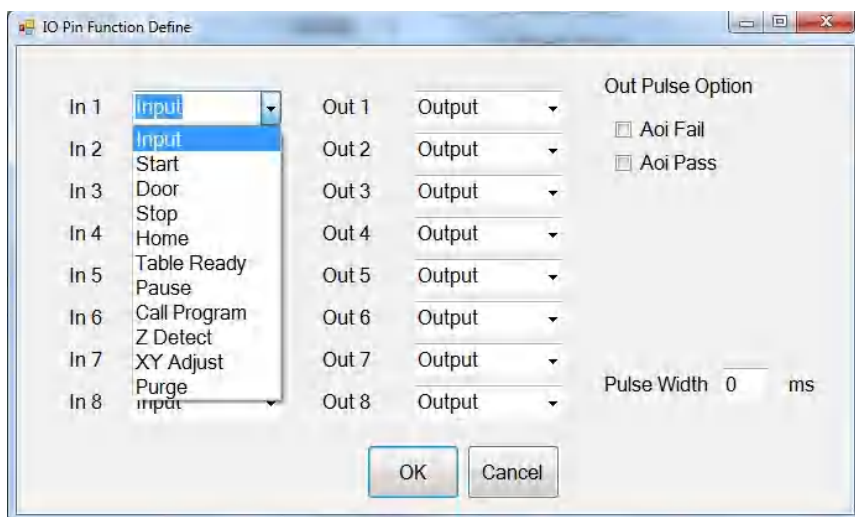 IO Pin Function Define
In 1 Input Out 1 Output
In 2 Out 2 Output
In 3 Out 3 Output
In 4 Out 4 Output
In 5 Out 5 Output
In 6 Out 6 Output
In 7 Out 7 Output
In 8 Input Out 8 Output
Input
Start
Door
Stop
Home
Table Ready
Pause
Call Program
Z Detect
XY Adjust
Purge
Out Pulse Option
Aoi Fail
Aoi Pass
Pulse Width 0 ms
OK Cancel